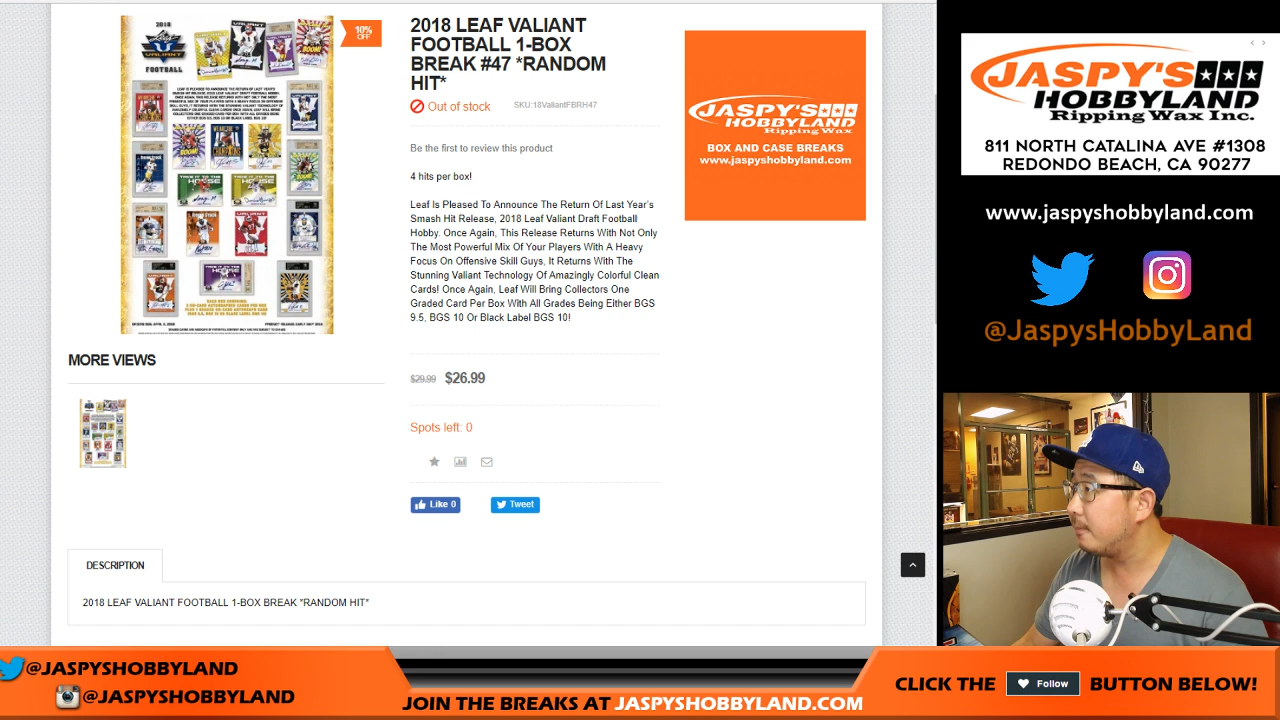 2018
LEAF
VALIANT
FOOTBALL
10%
OFF
2018 LEAF VALIANT
FOOTBALL 1-BOX
BREAK #47 *RANDOM
HIT*
Out of stock
SKU:18ValiantFBRH47
Be the first to review this product
4 hits per box!
Leaf Is Pleased To Announce The Return Of Last Year's
Smash Hit Release, 2018 Leaf Valiant Draft Football
Hobby. Once Again, This Release Returns With Not Only
The Most Powerful Mix Of Your Players With A Heavy
Focus On Offensive Skill Guys, It Returns With The
Stunning Valiant Technology Of Amazingly Colorful Clean
Cards! Once Again, Leaf Will Bring Collectors One
Graded Card Per Box With All Grades Being Either BGS
9.5, BGS 10 Or Black Label BGS 10!
$29.99 $26.99
Spots left: 0
Like 0
Tweet
MORE VIEWS
DESCRIPTION
2018 LEAF VALIANT FOOTBALL 1-BOX BREAK *RANDOM HIT*
JASPY'S
HOBBYLAND
Ripping Wax Inc.
BOX AND CASE BREAKS
www.jaspyshobbyland.com
JASPY'S
HOBBYLAND
Ripping Wax Inc.
811 NORTH CATALINA AVE #1308
REDONDO BEACH, CA 90277
www.jaspyshobbyland.com
@JaspysHobbyLand
@JASPYSHOBBYLAND
@JASPYSHOBBYLAND
JOIN THE BREAKS AT JASPYSHOBBYLAND.COM
CLICK THE Follow BUTTON BELOW!